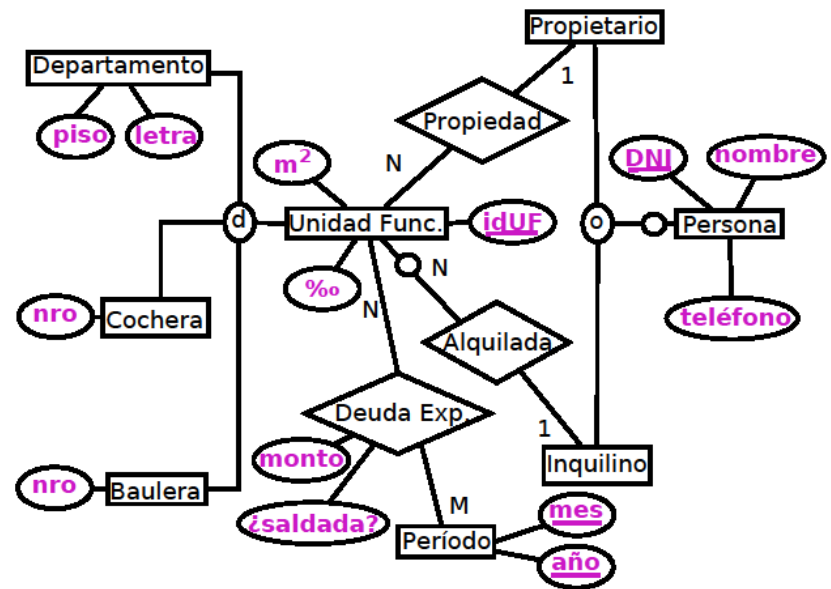 Propietario
Departamento
1
Propiedad
piso
letra
DNI
nombre
m²
N
d
Unidad Func.
idUF
o
Persona
N
‰
nro
Cochera
N
teléfono
Alquilada
Deuda Exp.
1
monto
Inquilino
nro
Baulera
M
mes
¿saldada?
Período
año